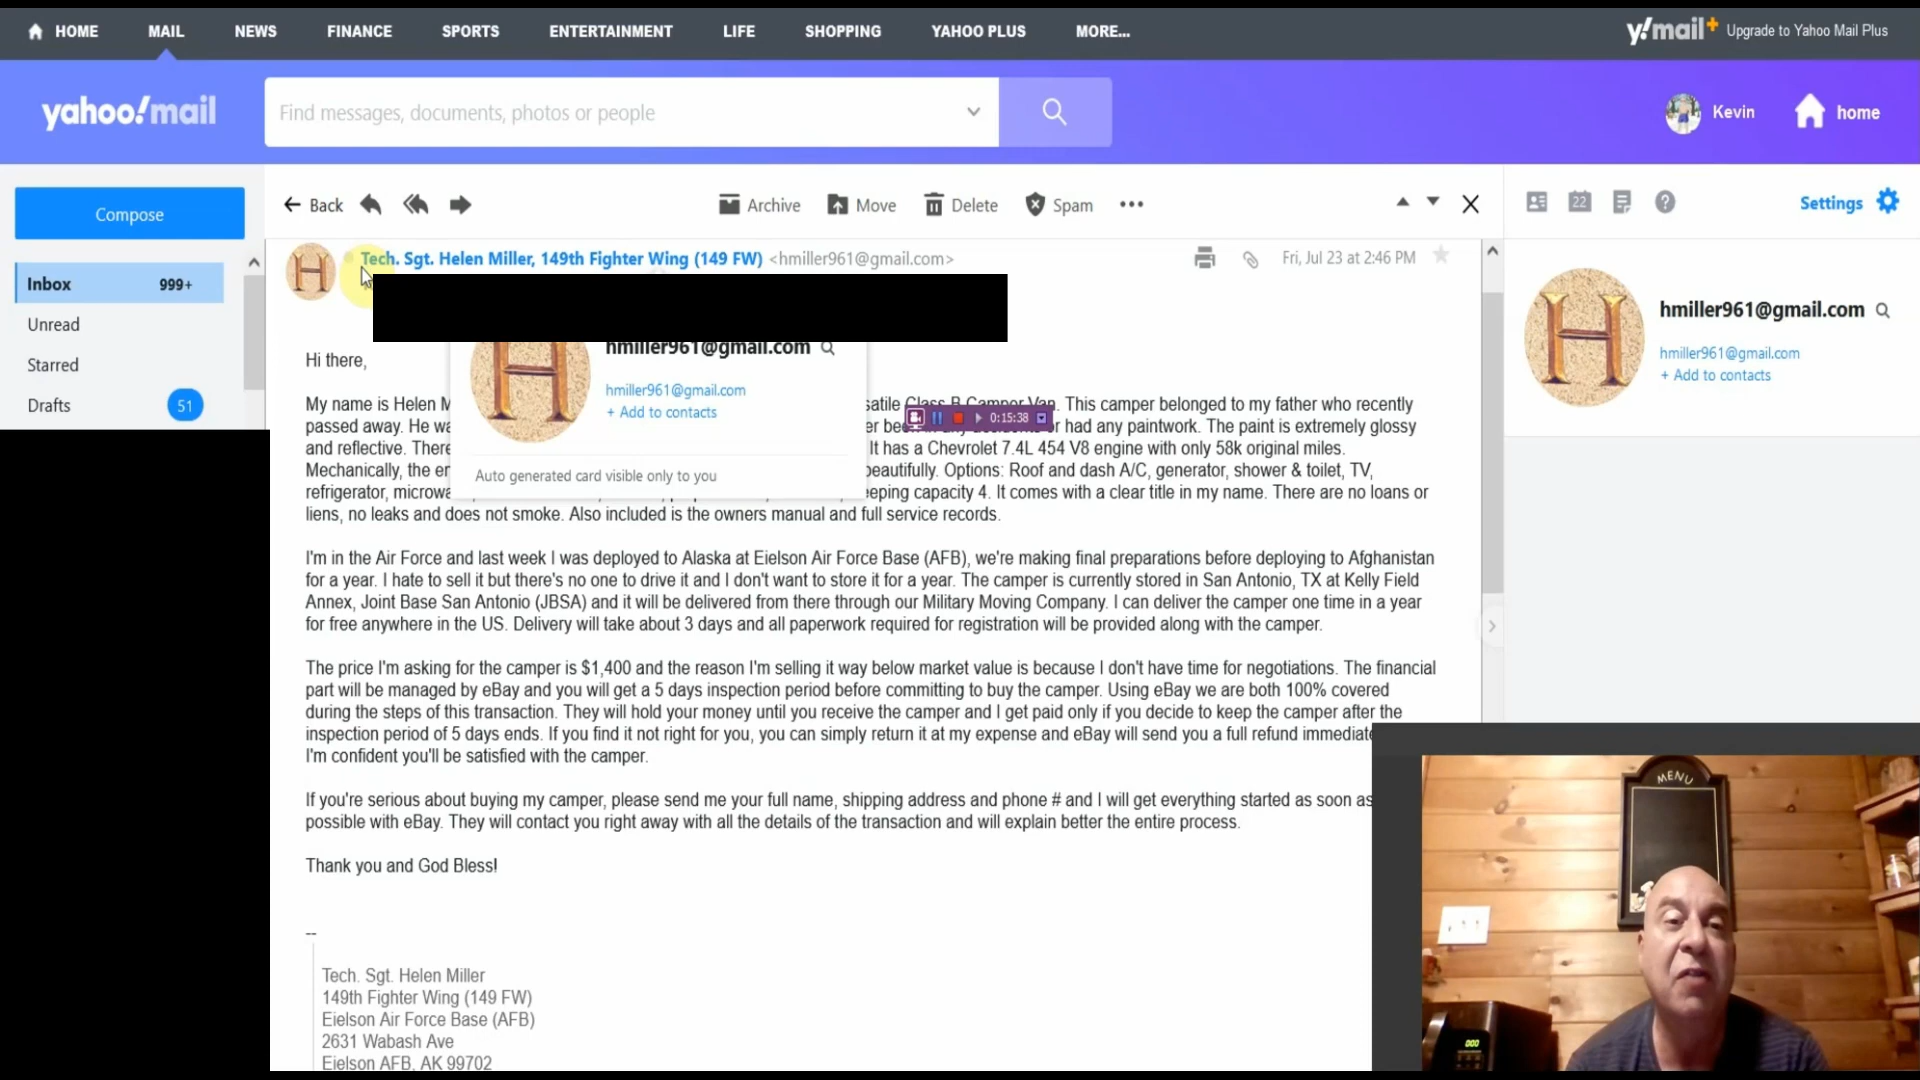 HOME MAIL NEWS FINANCE SPORTS ENTERTAINMENT LIFE SHOPPING YAHOO PLUS MORE... y!mail+ Upgrade to Yahoo Mail Plus
yahoo!mail Find messages, documents, photos or people Kevin home
Compose Back Archive Move Delete Spam 22 Settings
Tech. Sgt. Helen Miller, 149th Fighter Wing (149 FW) <hmiller961@gmail.com> Fri, Jul 23 at 2:46 PM
Inbox 999+
Unread
Starred
Drafts 51
H
hmiller961@gmail.com
hmiller961@gmail.com
+ Add to contacts
H
hmiller961@gmail.com
hmiller961@gmail.com
+ Add to contacts
Auto generated card visible only to you
0:15:38
Hi there,
My name is Helen Class B Camper Van. This camper belonged to my father who recently
passed away. He or had any paintwork. The paint is extremely glossy
and reflective. It has a Chevrolet 7.4L 454 V8 engine with only 58k original miles.
Mechanically, the beautifully. Options: Roof and dash A/C, generator, shower & toilet, TV,
refrigerator, capacity 4. It comes with a clear title in my name. There are no loans or
liens, no leaks and does not smoke. Also included is the owners manual and full service records.
I'm in the Air Force and last week I was deployed to Alaska at Eielson Air Force Base (AFB), we're making final preparations before deploying to Afghanistan
for a year. I hate to sell it but there's no one to drive it and I don't want to store it for a year. The camper is currently stored in San Antonio, TX at Kelly Field
Annex, Joint Base San Antonio (JBSA) and it will be delivered from there through our Military Moving Company. I can deliver the camper one time in a year
for free anywhere in the US. Delivery will take about 3 days and all paperwork required for registration will be provided along with the camper.
The price I'm asking for the camper is $1,400 and the reason I'm selling it way below market value is because I don't have time for negotiations. The financial
part will be managed by eBay and you will get a 5 days inspection period before committing to buy the camper. Using eBay we are both 100% covered
during the steps of this transaction. They will hold your money until you receive the camper and I get paid only if you decide to keep the camper after the
inspection period of 5 days ends. If you find it not right for you, you can simply return it at my expense and eBay will send you a full refund
I'm confident you'll be satisfied with the camper.
If you're serious about buying my camper, please send me your full name, shipping address and phone # and I will get everything started as soon as
possible with eBay. They will contact you right away with all the details of the transaction and will explain better the entire process.
Thank you and God Bless!
--
Tech. Sgt. Helen Miller
149th Fighter Wing (149 FW)
Eielson Air Force Base (AFB)
2631 Wabash Ave
Eielson AFB, AK 99702
MENU